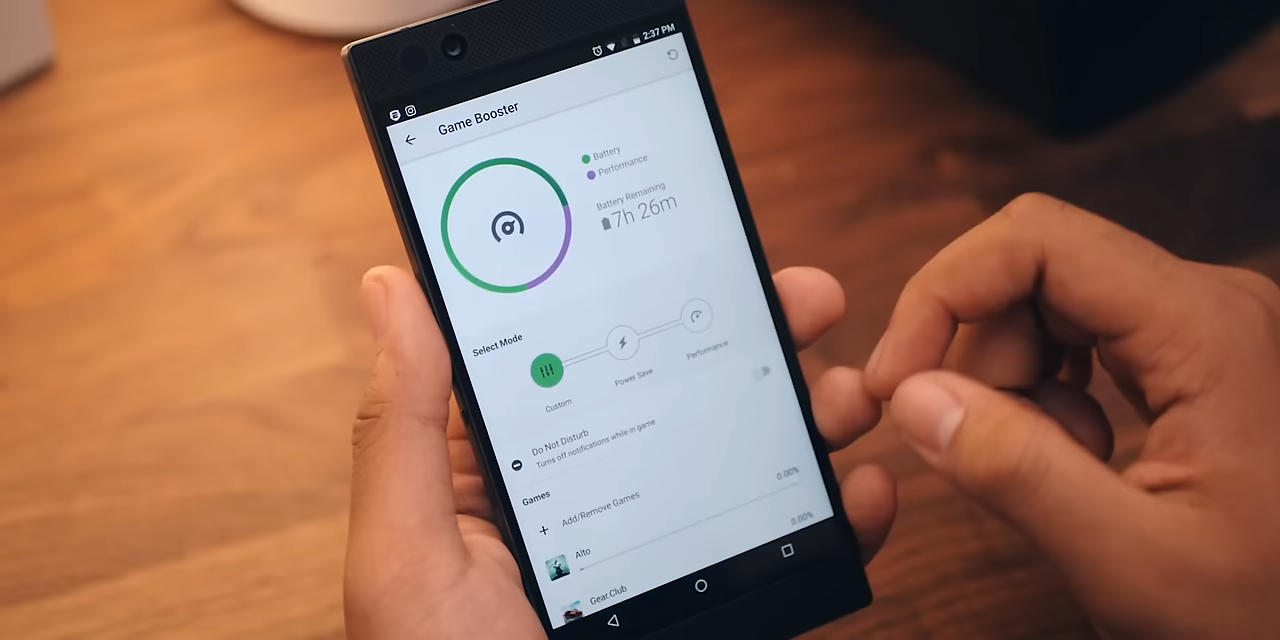 2:37 PM
Game Booster
Battery
Performance
Battery Remaining
7h 26m
Select Mode
Custom
Power Save
Performance
Do Not Disturb
Turns off notifications while in game
Games
Add/Remove Games
0.00%
Alto
0.00%
Gear.Club